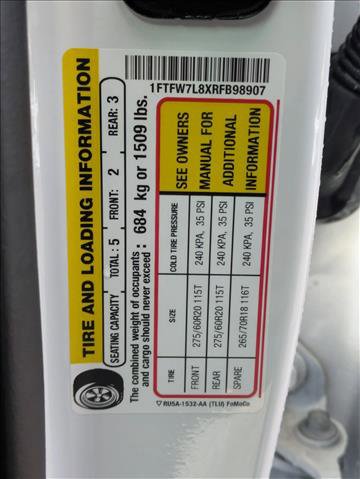 1FTFW7L8XRFB98907
TIRE AND LOADING INFORMATION
SEATING CAPACITY TOTAL: 5 FRONT: 2 REAR: 3
The combined weight of occupants
and cargo should never exceed : 684 kg or 1509 lbs.
TIRE SIZE COLD TIRE PRESSURE
FRONT 275/60R20 115T 240 KPA, 35 PSI
REAR 275/60R20 115T 240 KPA, 35 PSI
SPARE 265/70R18 116T 240 KPA, 35 PSI
SEE OWNERS
MANUAL FOR
ADDITIONAL
INFORMATION
RU5A-1532-AA (TLU) FoMoCo